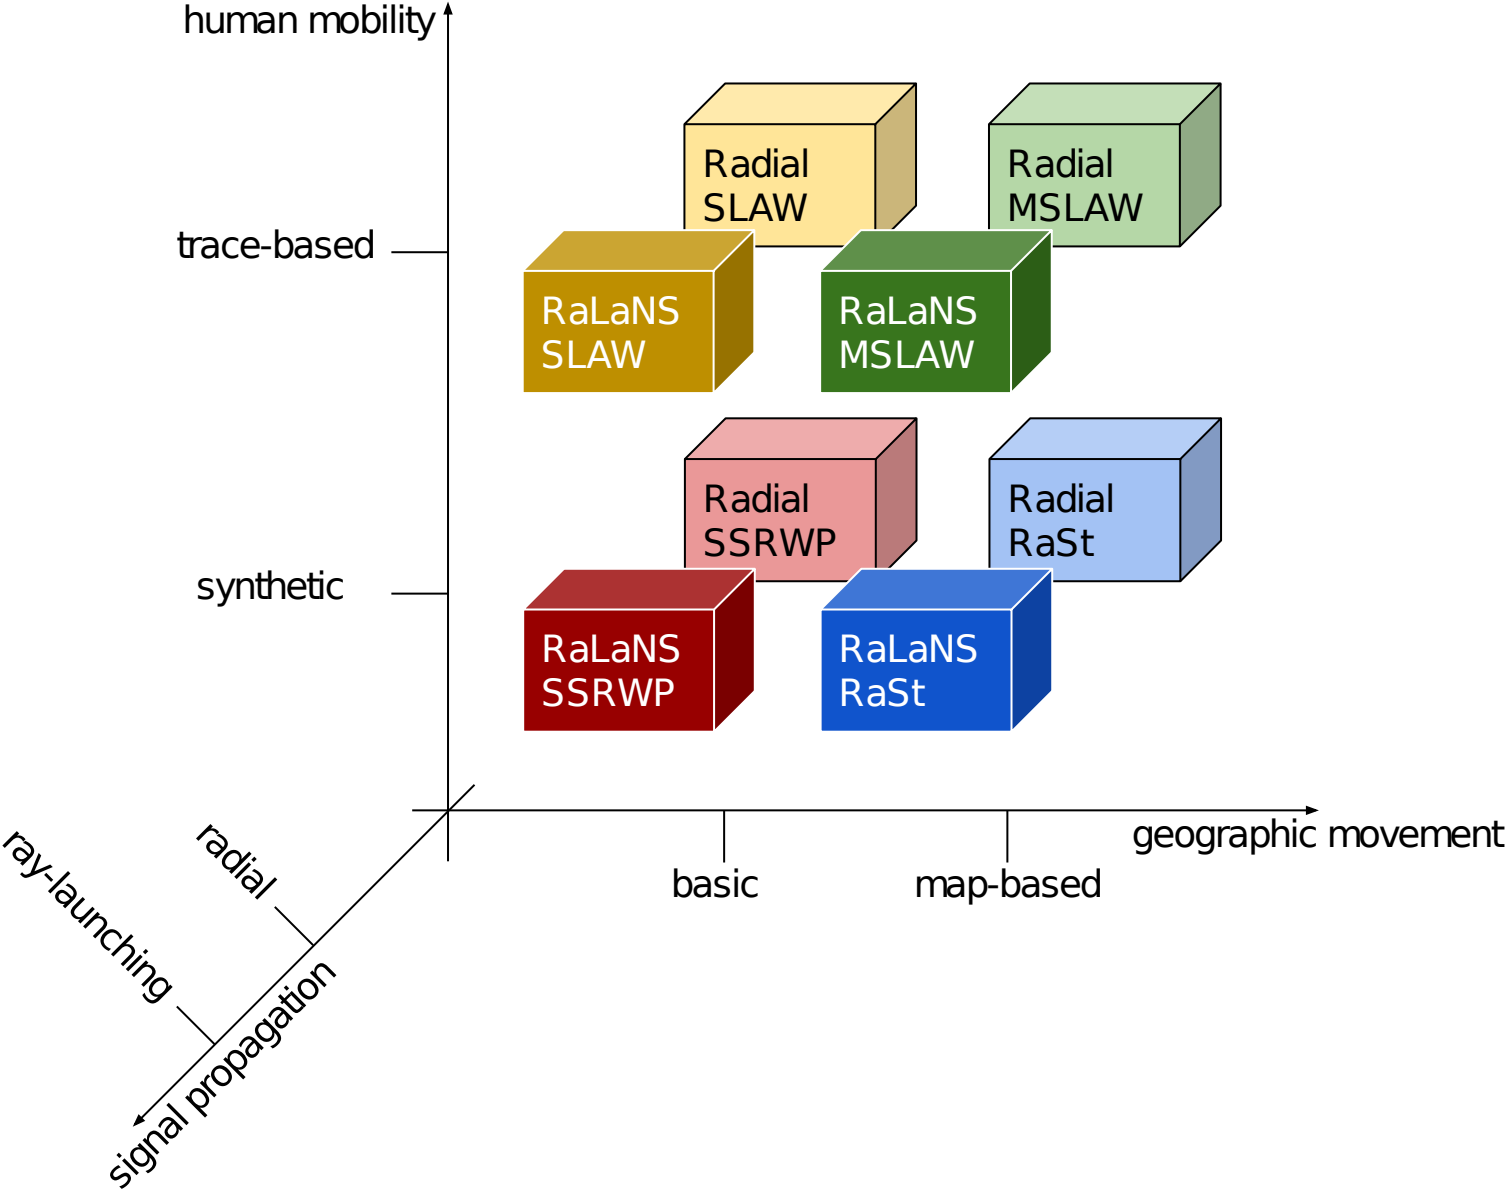 human mobility
Radial
SLAW
Radial
MSLAW
trace-based
RaLaNS
SLAW
RaLaNS
MSLAW
Radial
SSRWP
Radial
RaSt
synthetic
RaLaNS
SSRWP
RaLaNS
RaSt
geographic movement
basic
map-based
radial
ray-launching
signal propagation